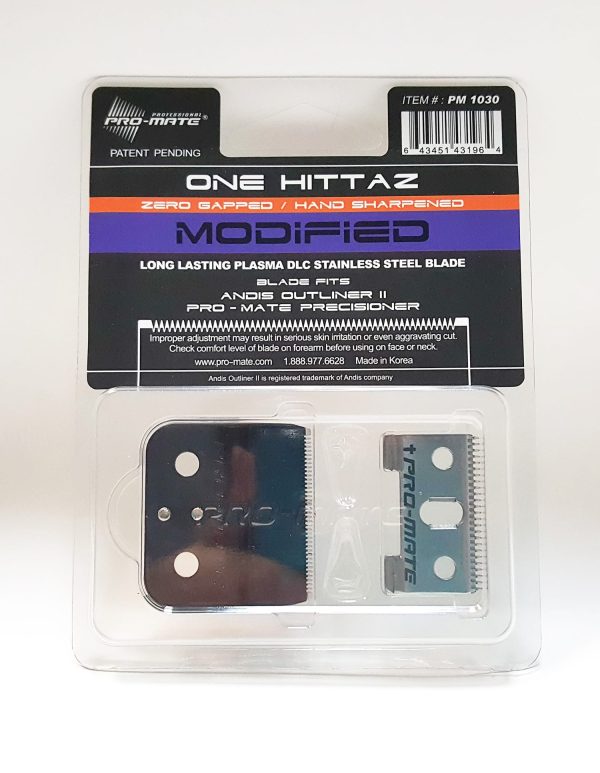 PROFESSIONAL
PRO-MATE®
PATENT PENDING
ITEM # : PM 1030
6 43451 43196 4
ONE HITTAZ
ZERO GAPPED / HAND SHARPENED
MODiFiED
LONG LASTING PLASMA DLC STAINLESS STEEL BLADE
BLADE FITS
ANDIS OUTLINER II
PRO - MATE PRECISIONER
Improper adjustment may result in serious skin irritation or even aggravating cut.
Check comfort level of blade on forearm before using on face or neck.
www.pro-mate.com 1.888.977.6628 Made in Korea
Andis Outliner II is registered trademark of Andis company
PRO-MATE
PRO-MATE